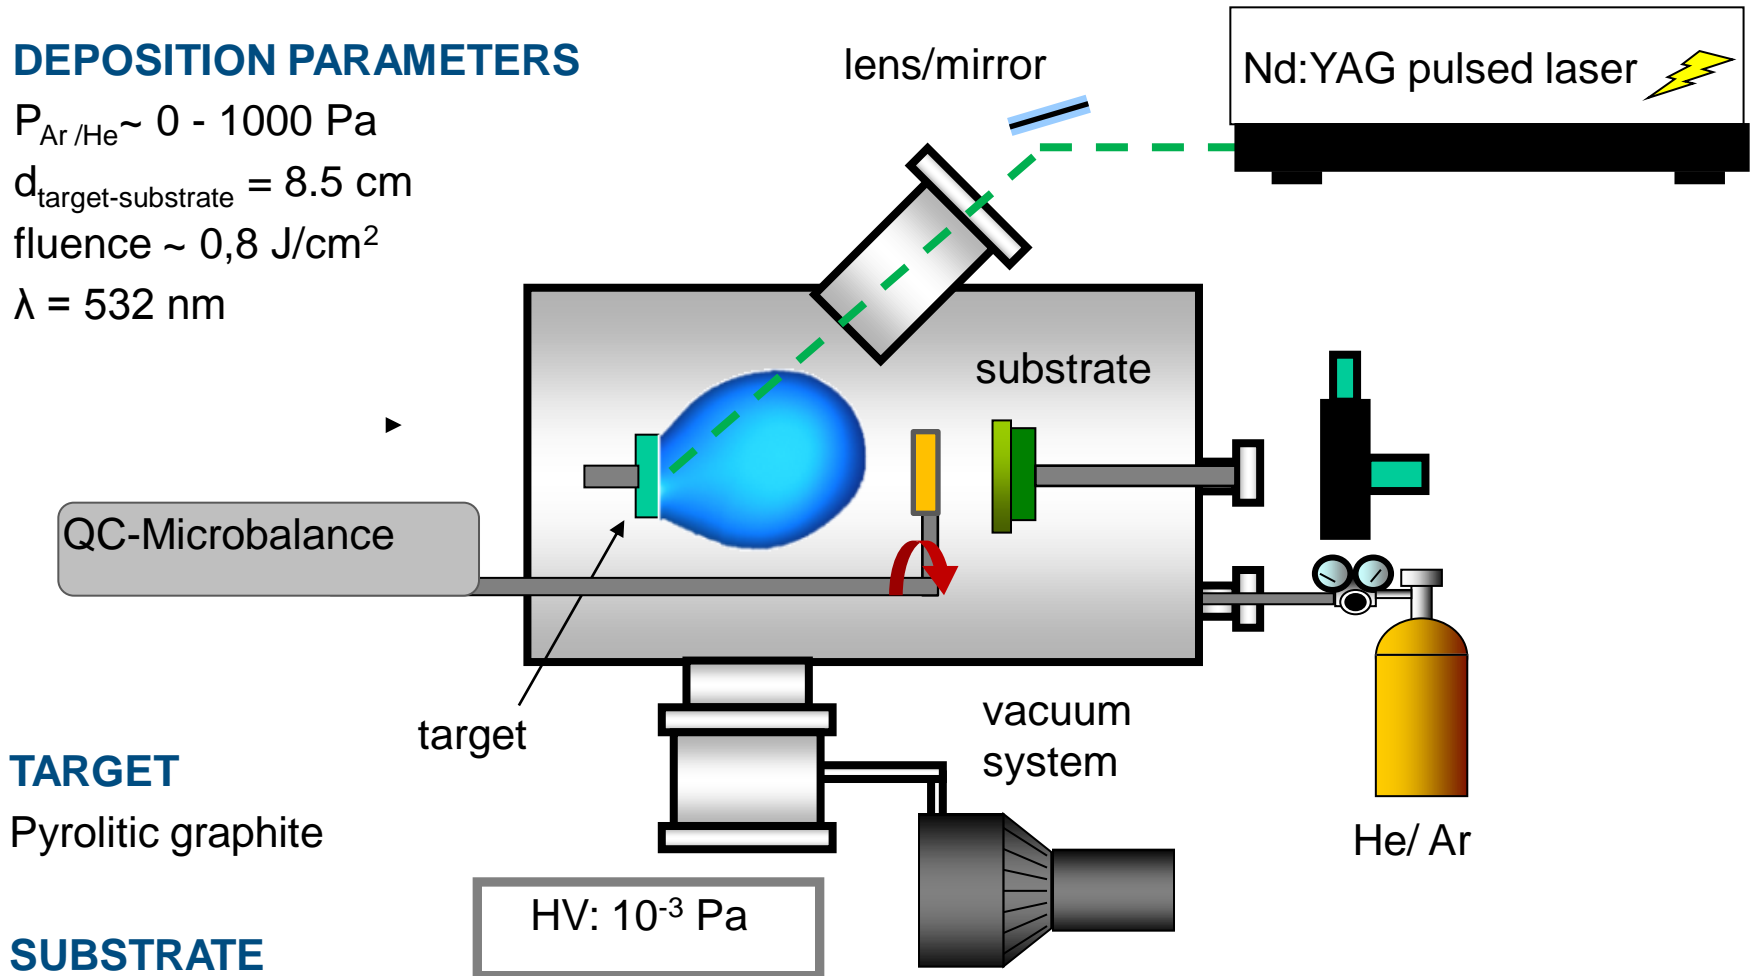 DEPOSITION PARAMETERS
P_Ar /He ~ 0 - 1000 Pa
d_target-substrate = 8.5 cm
fluence ~ 0,8 J/cm²
λ = 532 nm
lens/mirror
Nd:YAG pulsed laser
substrate
QC-Microbalance
target
vacuum
system
He/ Ar
TARGET
Pyrolitic graphite
HV: 10⁻³ Pa
SUBSTRATE